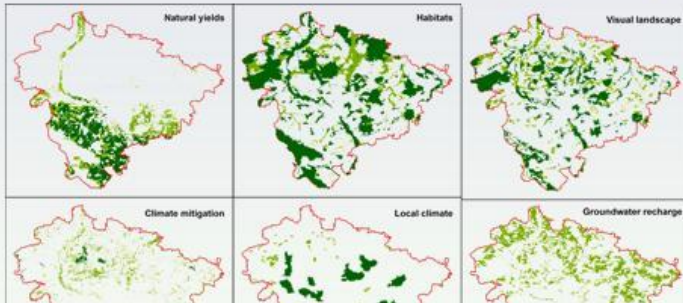 Natural yields
Habitats
Visual landscape
Climate mitigation
Local climate
Groundwater recharge